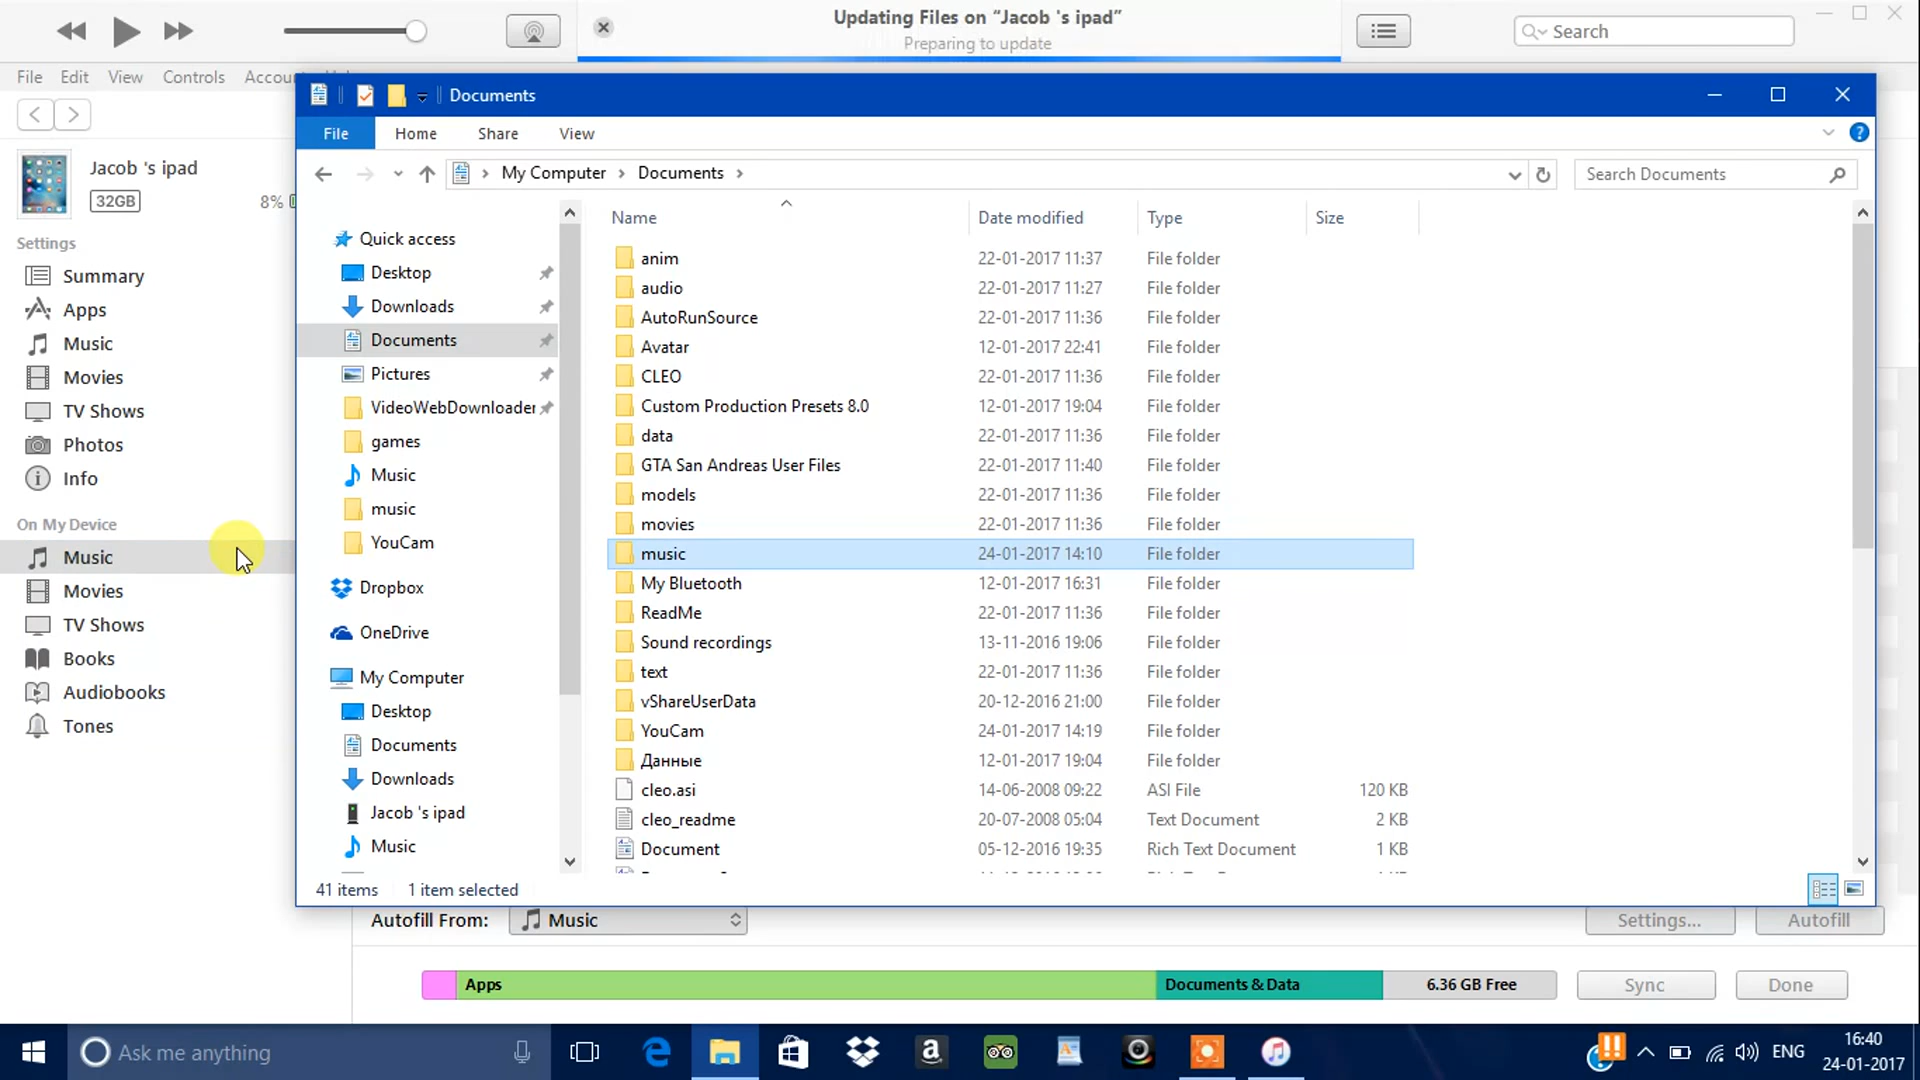 Updating Files on “Jacob 's ipad”
Preparing to update
Search
File Edit View Controls
Documents
File Home Share View
My Computer Documents
Search Documents
Jacob 's ipad
32GB
8%
Settings
Summary
Apps
Music
Movies
TV Shows
Photos
Info
On My Device
Music
Movies
TV Shows
Books
Audiobooks
Tones
Quick access
Desktop
Downloads
Documents
Pictures
VideoWebDownloader
games
Music
music
YouCam
Dropbox
OneDrive
My Computer
Desktop
Documents
Downloads
Jacob 's ipad
Music
Name Date modified Type Size
anim 22-01-2017 11:37 File folder
audio 22-01-2017 11:27 File folder
AutoRunSource 22-01-2017 11:36 File folder
Avatar 12-01-2017 22:41 File folder
CLEO 22-01-2017 11:36 File folder
Custom Production Presets 8.0 12-01-2017 19:04 File folder
data 22-01-2017 11:36 File folder
GTA San Andreas User Files 22-01-2017 11:40 File folder
models 22-01-2017 11:36 File folder
movies 22-01-2017 11:36 File folder
music 24-01-2017 14:10 File folder
My Bluetooth 12-01-2017 16:31 File folder
ReadMe 22-01-2017 11:36 File folder
Sound recordings 13-11-2016 19:06 File folder
text 22-01-2017 11:36 File folder
vShareUserData 20-12-2016 21:00 File folder
YouCam 24-01-2017 14:19 File folder
Данные 12-01-2017 19:04 File folder
cleo.asi 14-06-2008 09:22 ASI File 120 KB
cleo_readme 20-07-2008 05:04 Text Document 2 KB
Document 05-12-2016 19:35 Rich Text Document 1 KB
41 items 1 item selected
Autofill From: Music Settings... Autofill
Apps Documents & Data 6.36 GB Free Sync Done
Ask me anything
ENG
16:40
24-01-2017